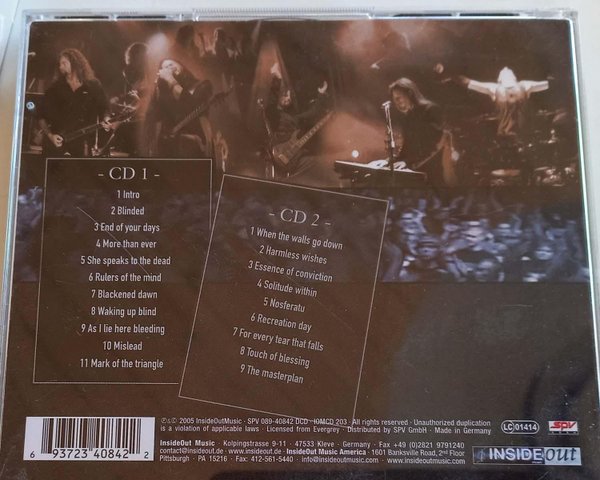 - CD 1 -
1 Intro
2 Blinded
3 End of your days
4 More than ever
5 She speaks to the dead
6 Rulers of the mind
7 Blackened dawn
8 Waking up blind
9 As I lie here bleeding
10 Mislead
11 Mark of the triangle
- CD 2 -
1 When the walls go down
2 Harmless wishes
3 Essence of conviction
4 Solitude within
5 Nosferatu
6 Recreation day
7 For every tear that falls
8 Touch of blessing
9 The masterplan
6 93723 40842 2
℗&© 2005 InsideOutMusic · SPV 089-40842 DCD · IOMCD 203 · All rights reserved · Unauthorized duplication
is a violation of applicable laws · Licensed from Evergrey · Distributed by SPV GmbH · Made in Germany
InsideOut Music · Kolpingstrasse 9-11 · 47533 Kleve · Germany · Fax +49 (0)2821 9791240
contact@insideout.de · www.insideout.de · InsideOut Music America · 1601 Banksville Road, 2nd Floor
Pittsburgh · PA 15216 · Fax: 412-561-5440 · insideoutmusic.com · www.insideoutmusic.com
LC 01414
SPV
INSIDEout